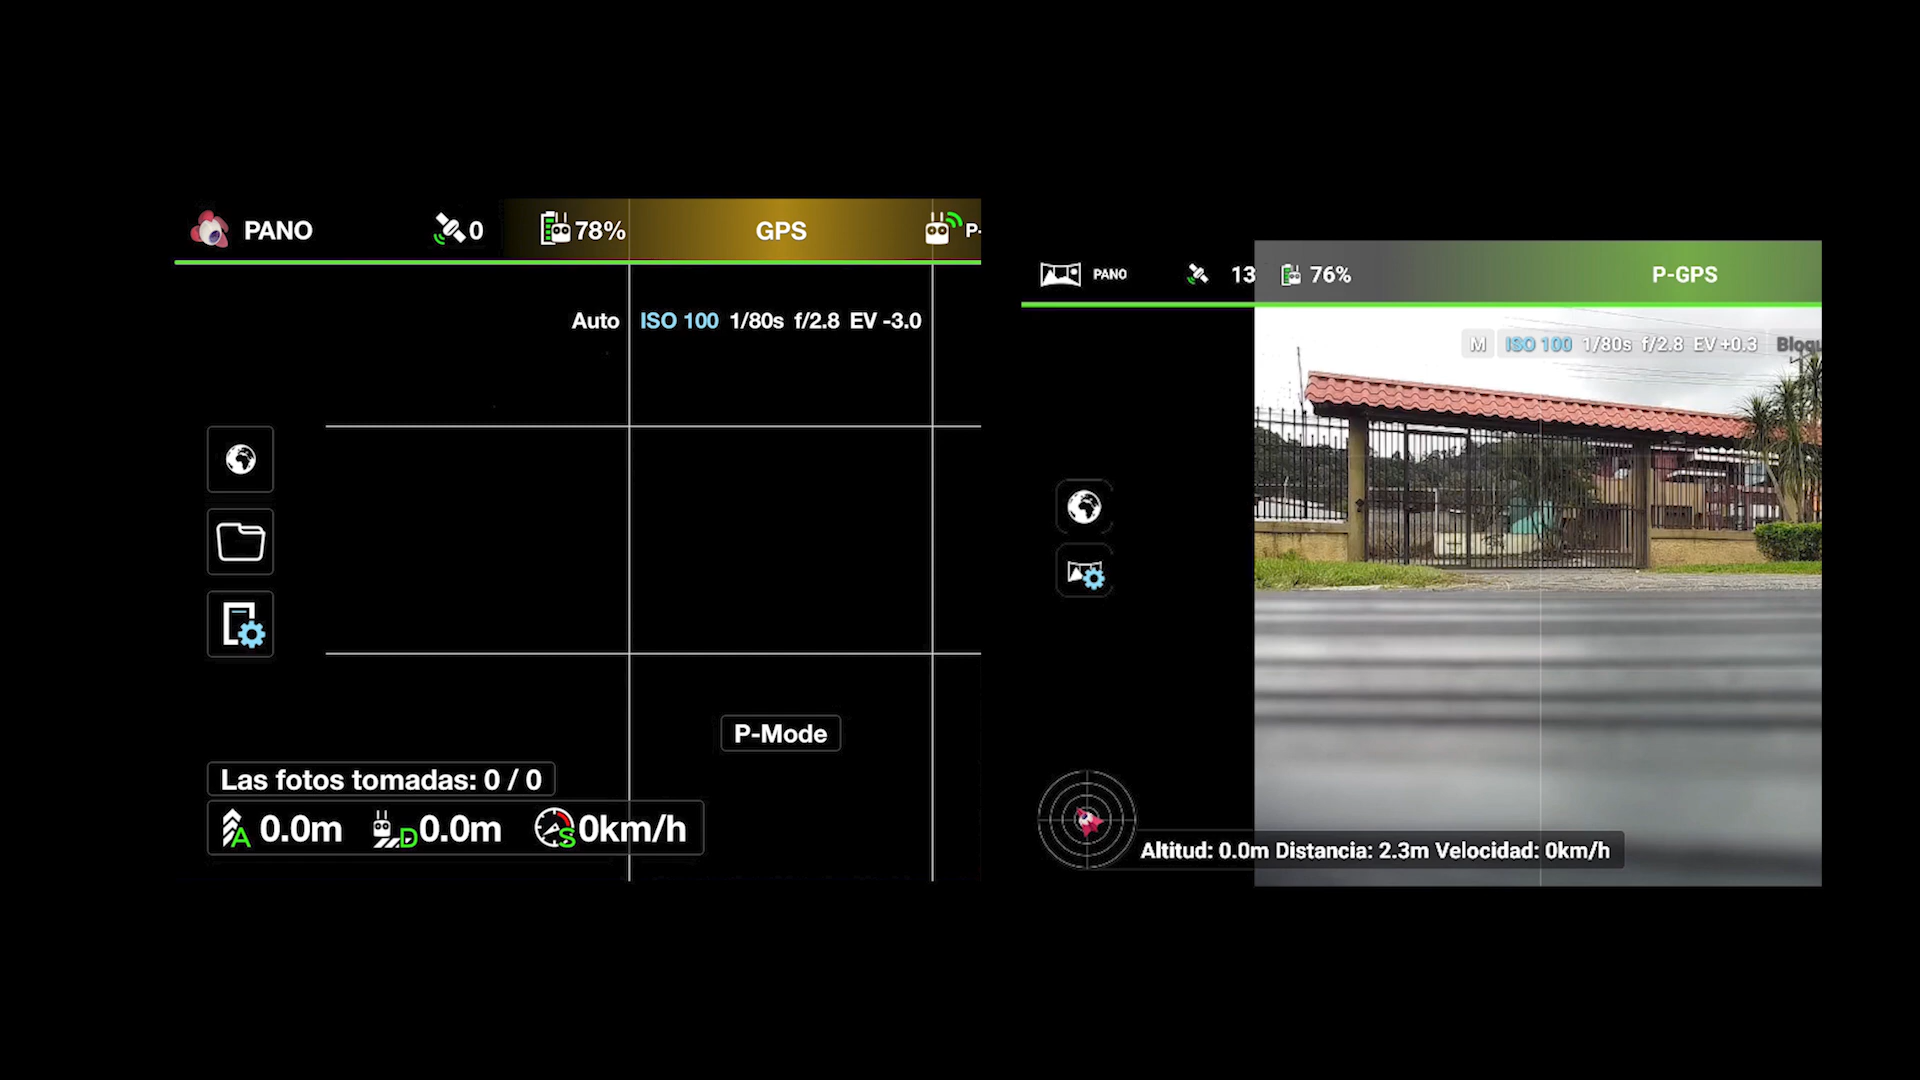 PANO 0 78% GPS P-
Auto ISO 100 1/80s f/2.8 EV -3.0
P-Mode
Las fotos tomadas: 0 / 0
A 0.0m D 0.0m S 0km/h
PANO 13 76% P-GPS
M ISO 100 1/80s f/2.8 EV +0.3 Bloqu
Altitud: 0.0m Distancia: 2.3m Velocidad: 0km/h